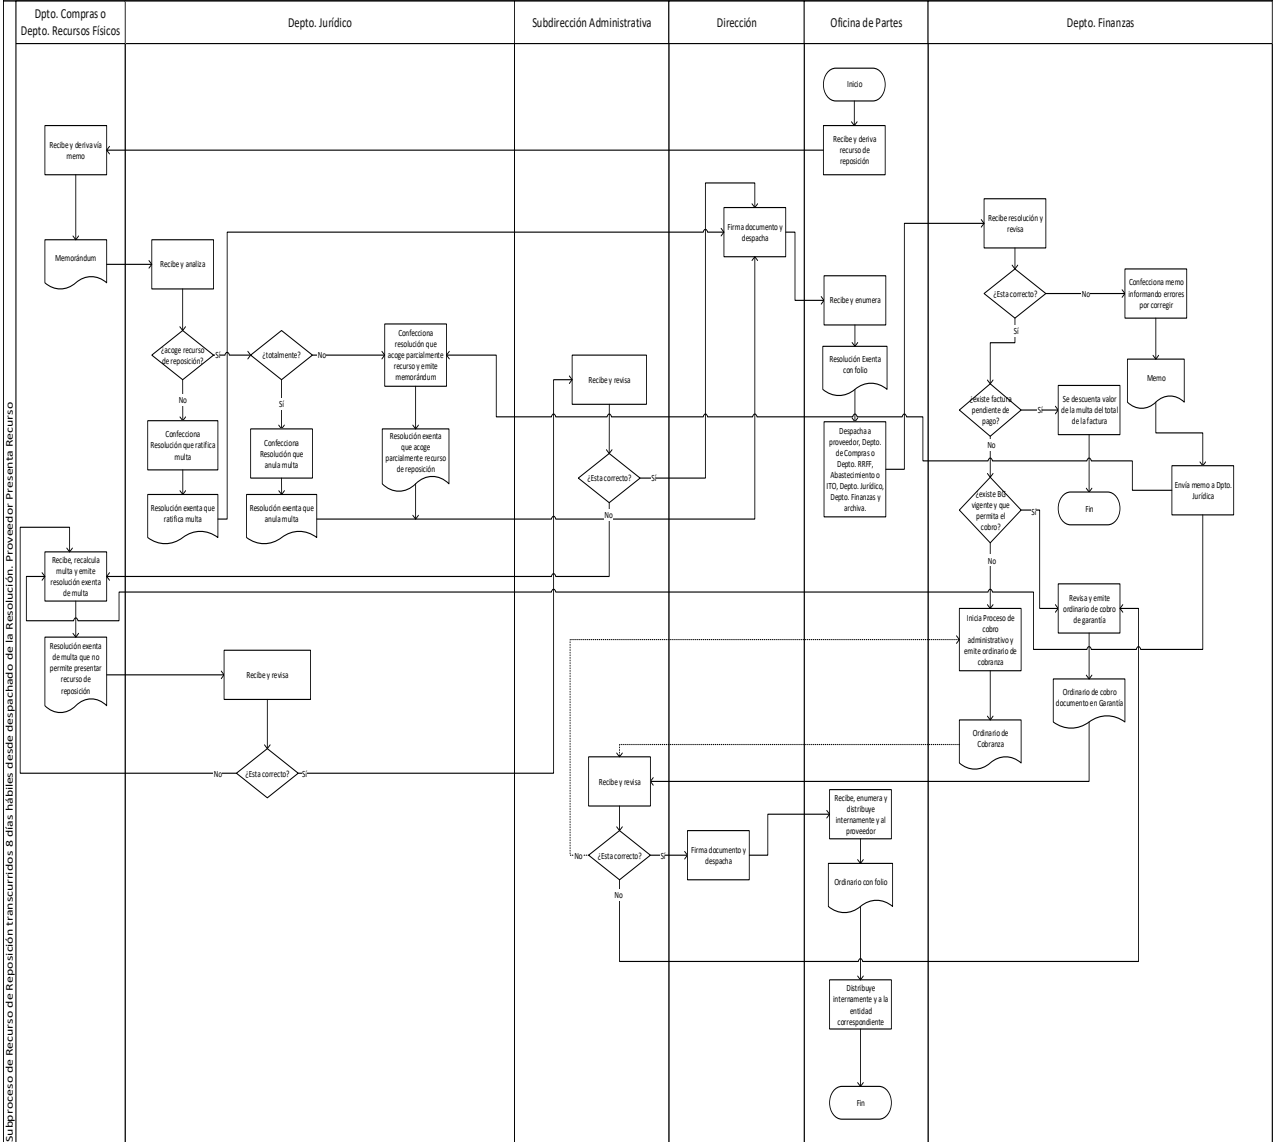 Subproceso de Recurso de Reposición transcurridos 8 días hábiles desde despachado de la Resolución. Proveedor Presenta Recurso
Dpto. Compras o
Depto. Recursos Físicos
Depto. Jurídico
Subdirección Administrativa
Dirección
Oficina de Partes
Depto. Finanzas
Inicio
Recibe y deriva
recurso de
reposición
Recibe y deriva vía
memo
Memorándum
Recibe y analiza
¿acoge recurso
de reposición?
Sí
No
¿totalmente?
No
Sí
Confecciona
resolución que
acoge parcialmente
recurso y emite
memorándum
Confecciona
Resolución que ratifica
multa
Confecciona
Resolución que
anula multa
Resolución exenta
que acoge
parcialmente recurso
de reposición
Resolución exenta que
ratifica multa
Resolución exenta que
anula multa
Recibe y revisa
¿Esta correcto?
Sí
No
Firma documento y
despacha
Recibe y enumera
Resolución Exenta
con folio
Despacha a
proveedor, Depto.
de Compras o
Depto. RRFF,
Abastecimiento o
ITO, Depto. Jurídico,
Depto. Finanzas y
archiva.
Recibe resolución y
revisa
¿Esta correcto?
No
Sí
Confecciona memo
informando errores
por corregir
Memo
Envía memo a Dpto.
Jurídica
¿existe factura
pendiente de
pago?
Sí
No
Se descuenta valor
de la multa del total
de la factura
Fin
¿existe BG
vigente y que
permita el
cobro?
Sí
No
Revisa y emite
ordinario de cobro
de garantía
Inicia Proceso de
cobro
administrativo y
emite ordinario de
cobranza
Ordinario de cobro
documento en Garantía
Ordinario de
Cobranza
Recibe, recalcula
multa y emite
resolución exenta
de multa
Resolución exenta
de multa que no
permite presentar
recurso de
reposición
Recibe y revisa
¿Esta correcto?
No
Sí
Recibe y revisa
¿Esta correcto?
No
Sí
No
Firma documento y
despacha
Recibe, enumera y
distribuye
internamente y al
proveedor
Ordinario con folio
Distribuye
internamente y a la
entidad
correspondiente
Fin